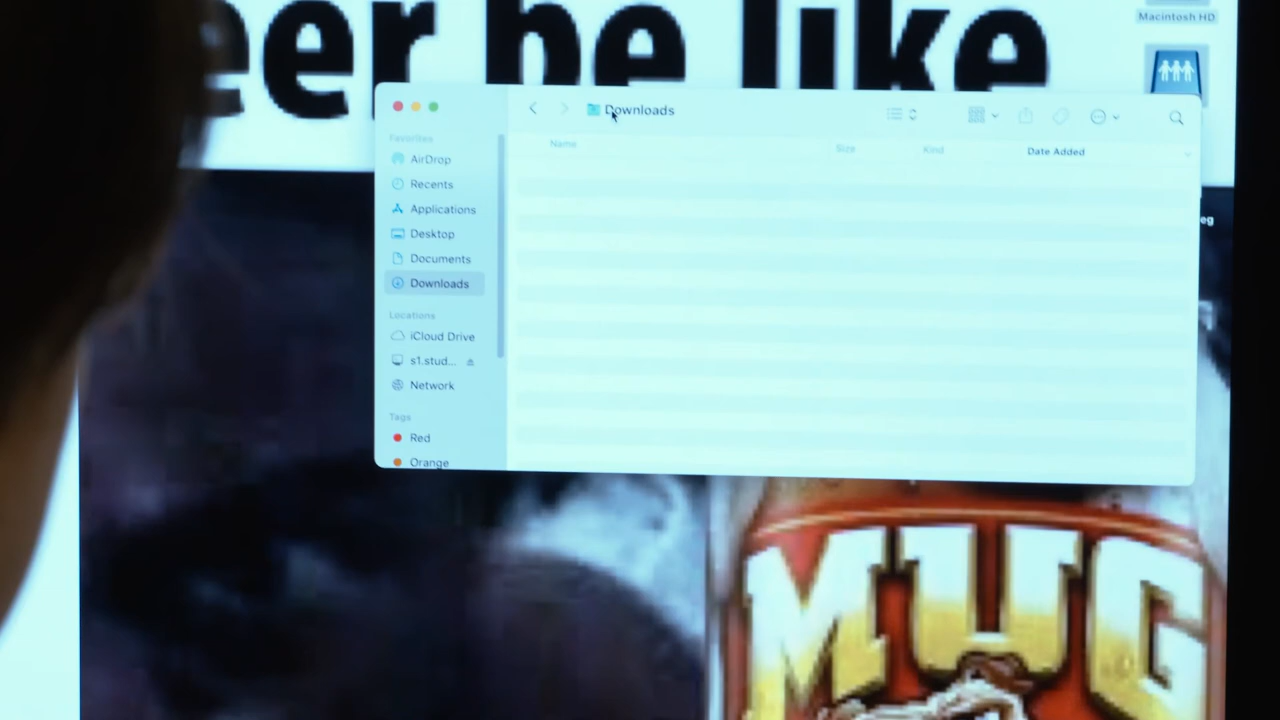 eer be like
Macintosh HD
Downloads
Name
Size
Kind
Date Added
Favorites
AirDrop
Recents
Applications
Desktop
Documents
Downloads
Locations
iCloud Drive
s1.stud...
Network
Tags
Red
Orange
eg
MUG